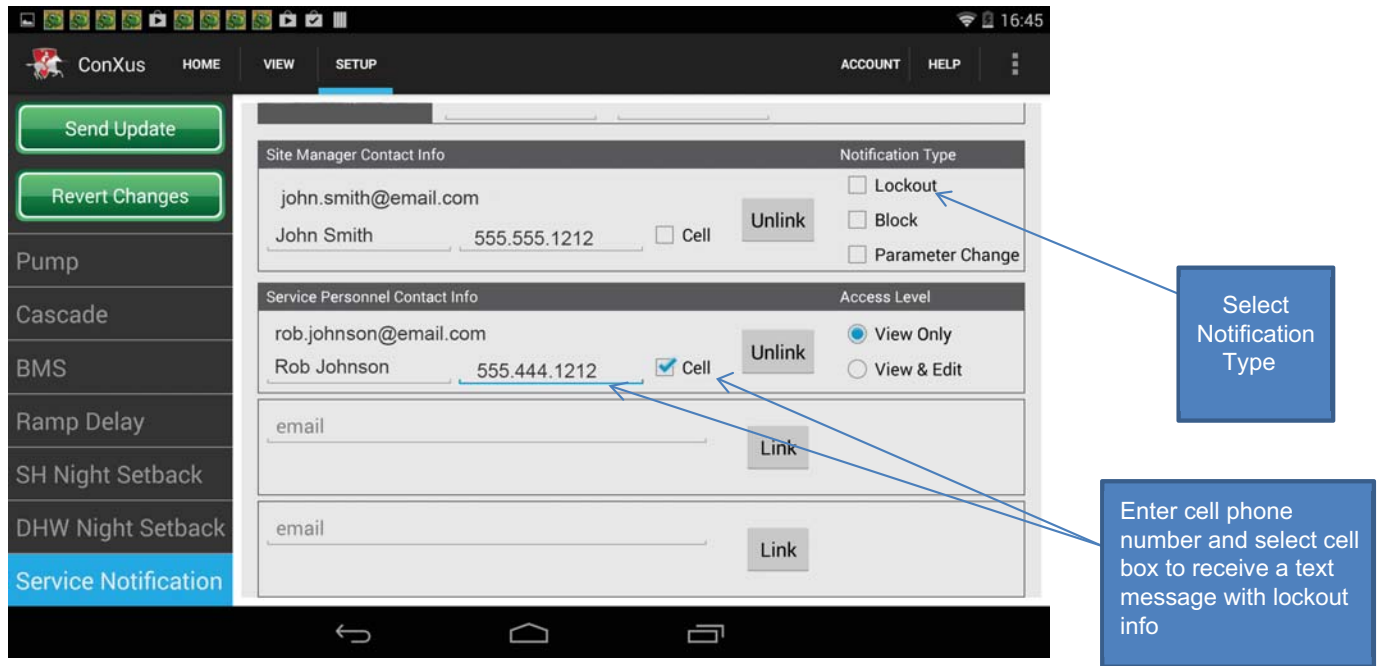 16:45
ConXus HOME VIEW SETUP ACCOUNT HELP
Send Update
Revert Changes
Pump
Cascade
BMS
Ramp Delay
SH Night Setback
DHW Night Setback
Service Notification
Site Manager Contact Info Notification Type
john.smith@email.com
John Smith 555.555.1212 Cell Unlink
Lockout
Block
Parameter Change
Service Personnel Contact Info Access Level
rob.johnson@email.com
Rob Johnson 555.444.1212 Cell Unlink
View Only
View & Edit
email Link
email Link
Select
Notification
Type
Enter cell phone
number and select cell
box to receive a text
message with lockout
info